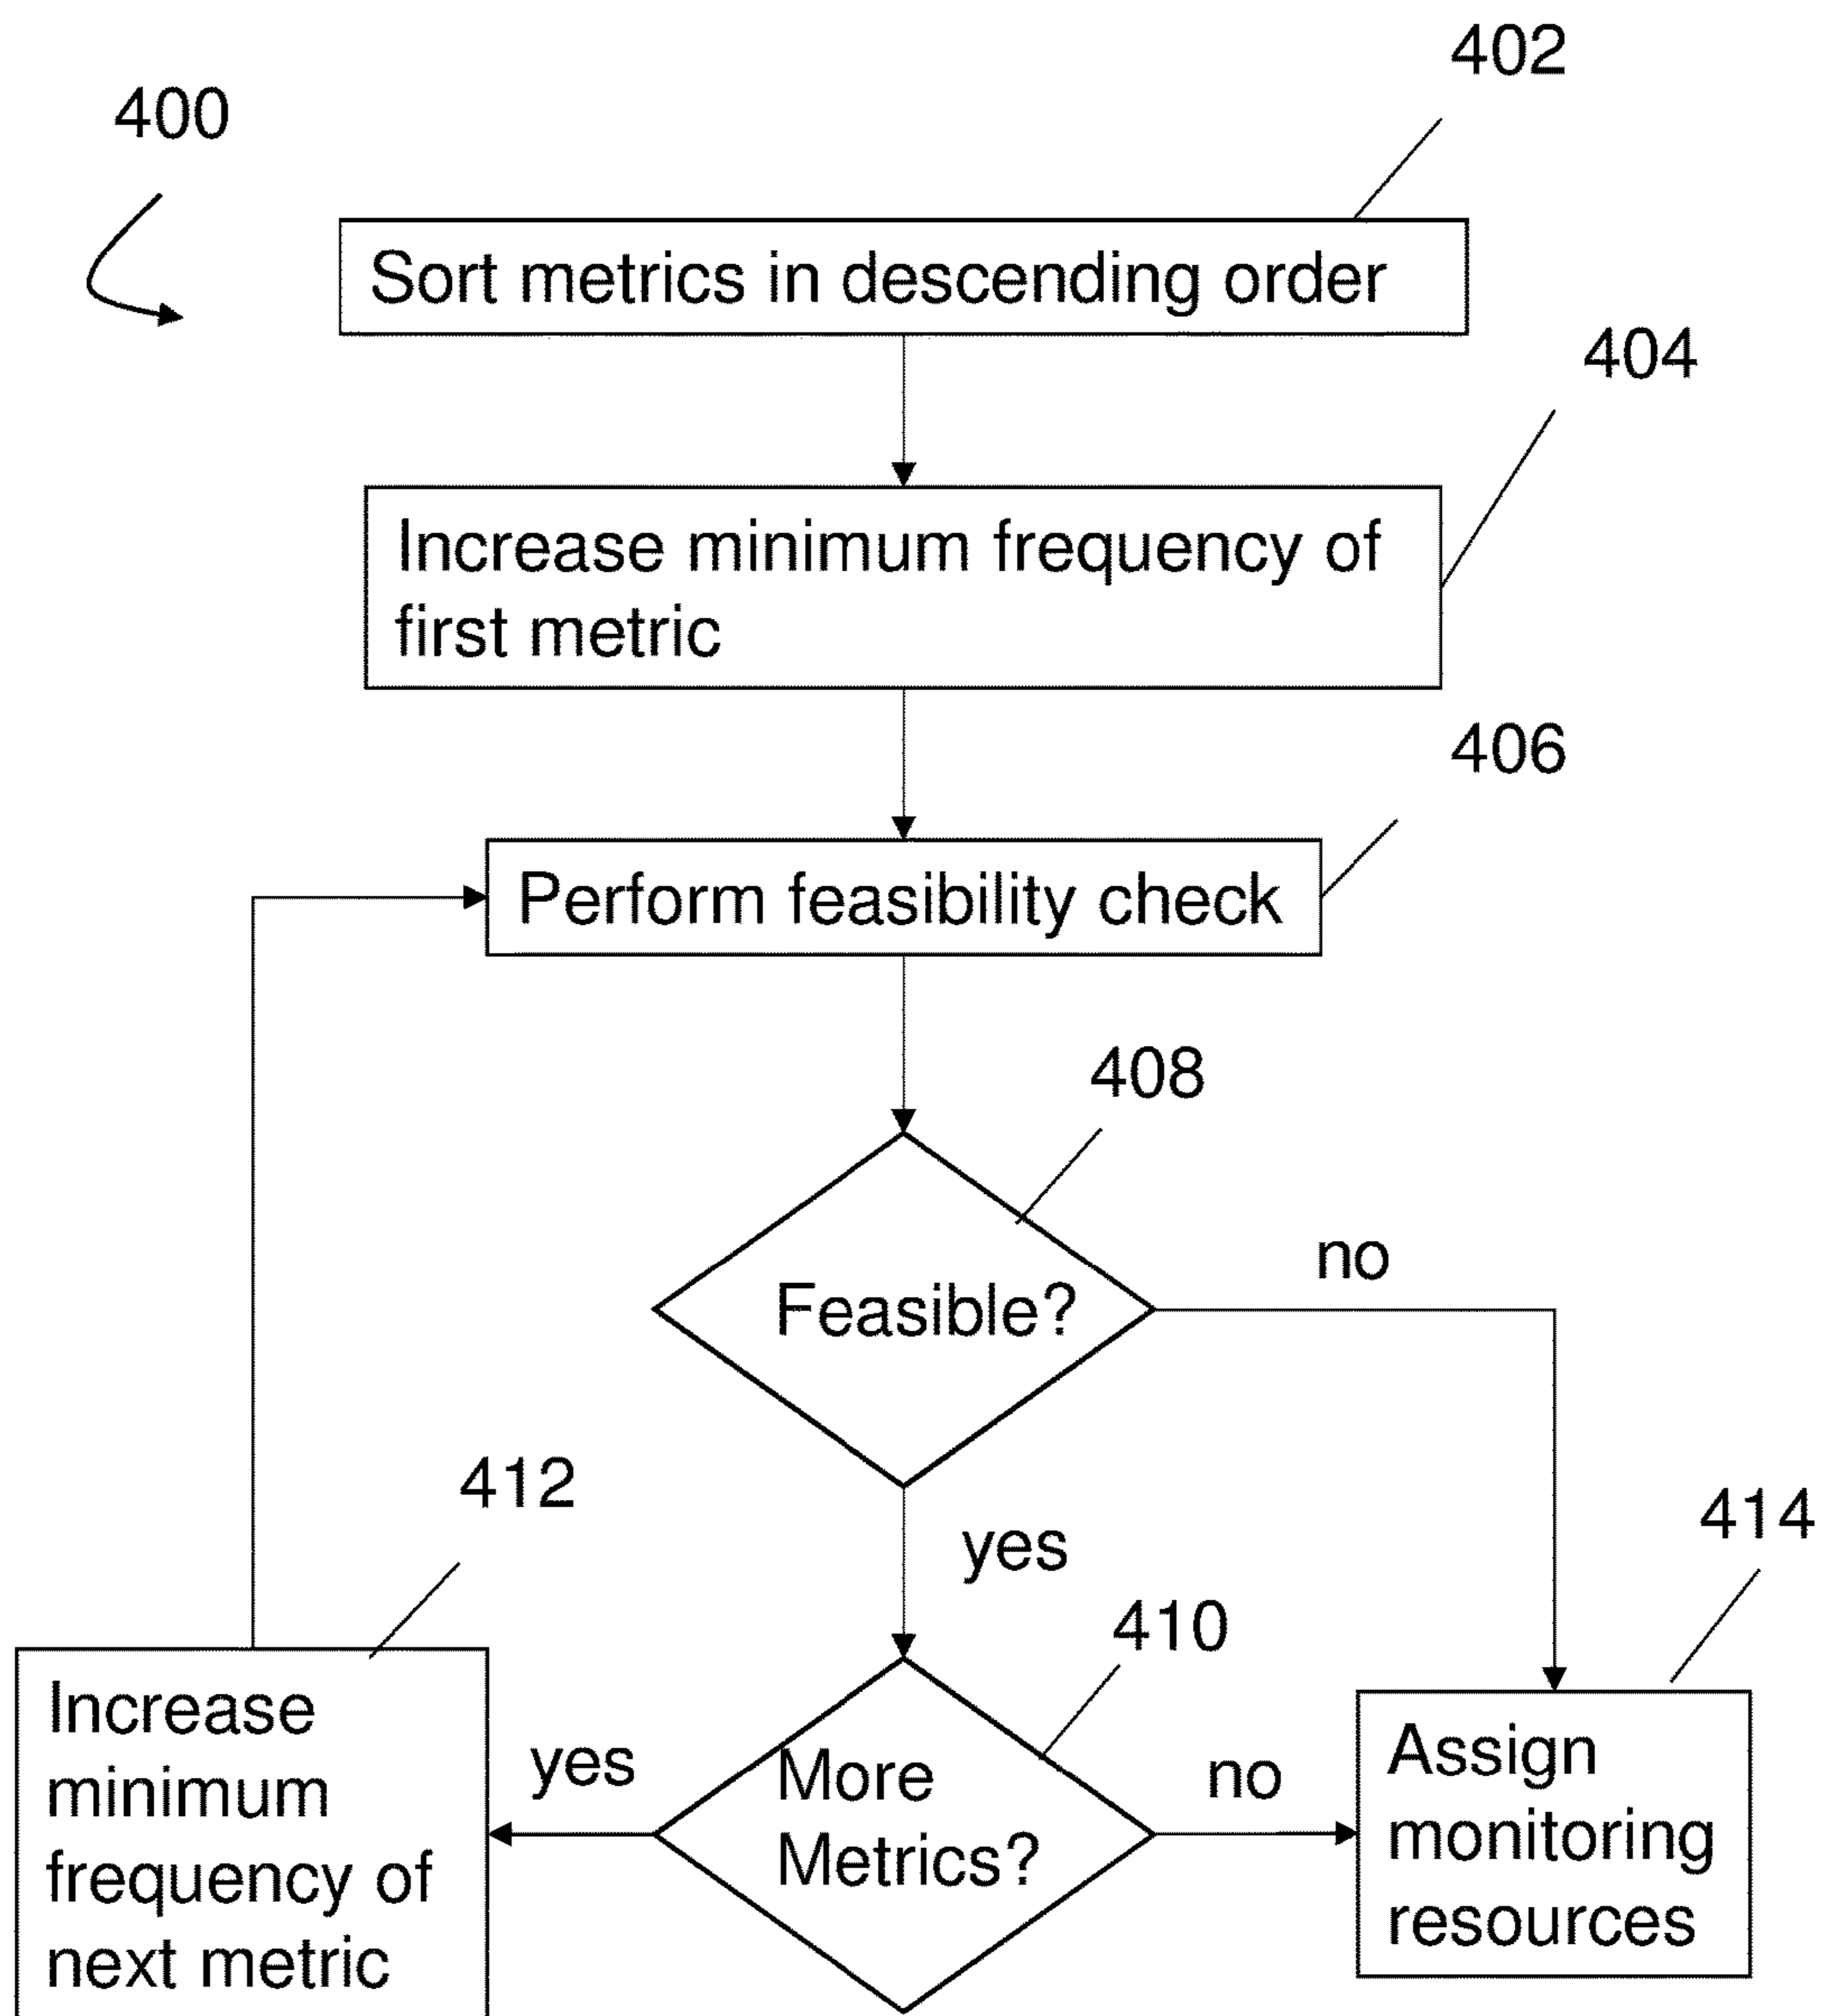 402
400
Sort metrics in descending order
404
Increase minimum frequency of
first metric
406
Perform feasibility check
408
no
Feasible?
412
414
yes
410
Increase
minimum
frequency of
next metric
yes
More
Metrics?
no
Assign
monitoring
resources